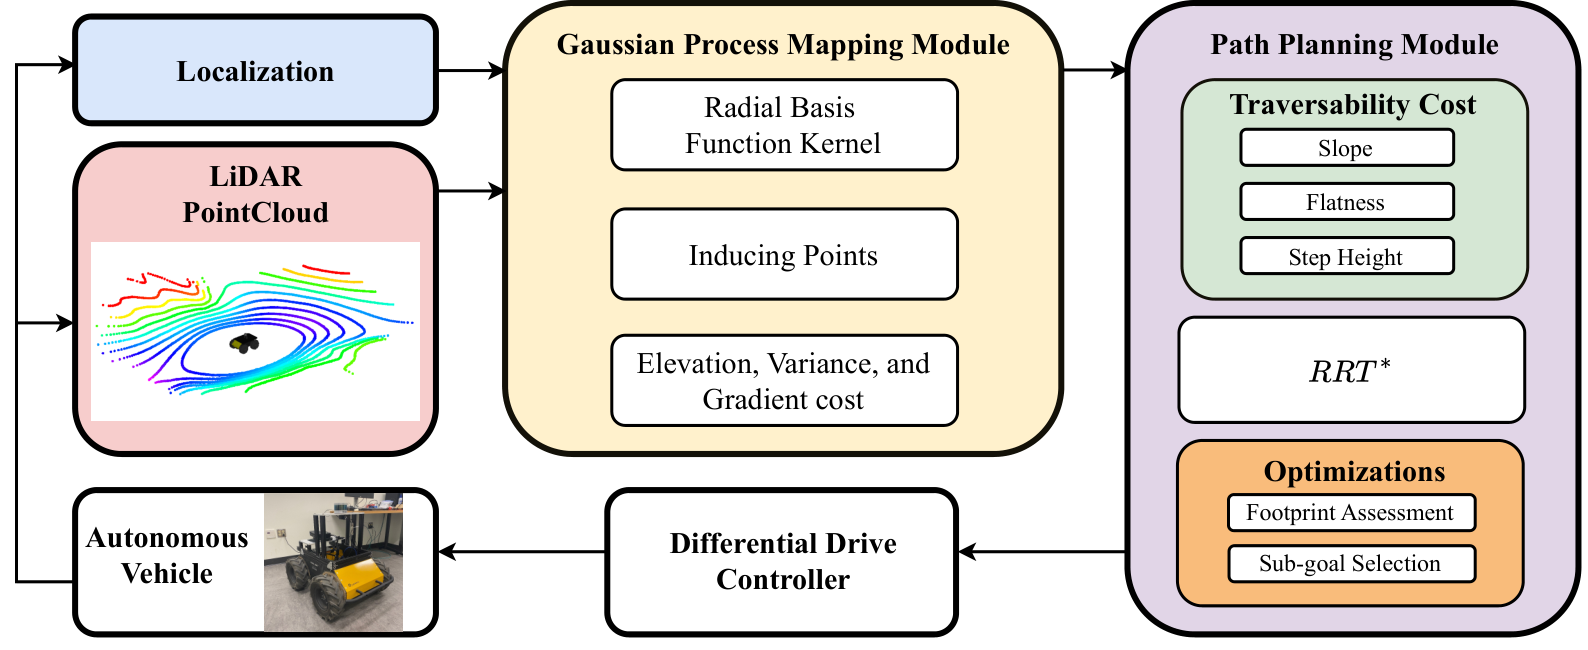 Localization
LiDAR
PointCloud
Autonomous
Vehicle
Gaussian Process Mapping Module
Radial Basis
Function Kernel
Inducing Points
Elevation, Variance, and
Gradient cost
Differential Drive
Controller
Path Planning Module
Traversability Cost
Slope
Flatness
Step Height
RRT*
Optimizations
Footprint Assessment
Sub-goal Selection